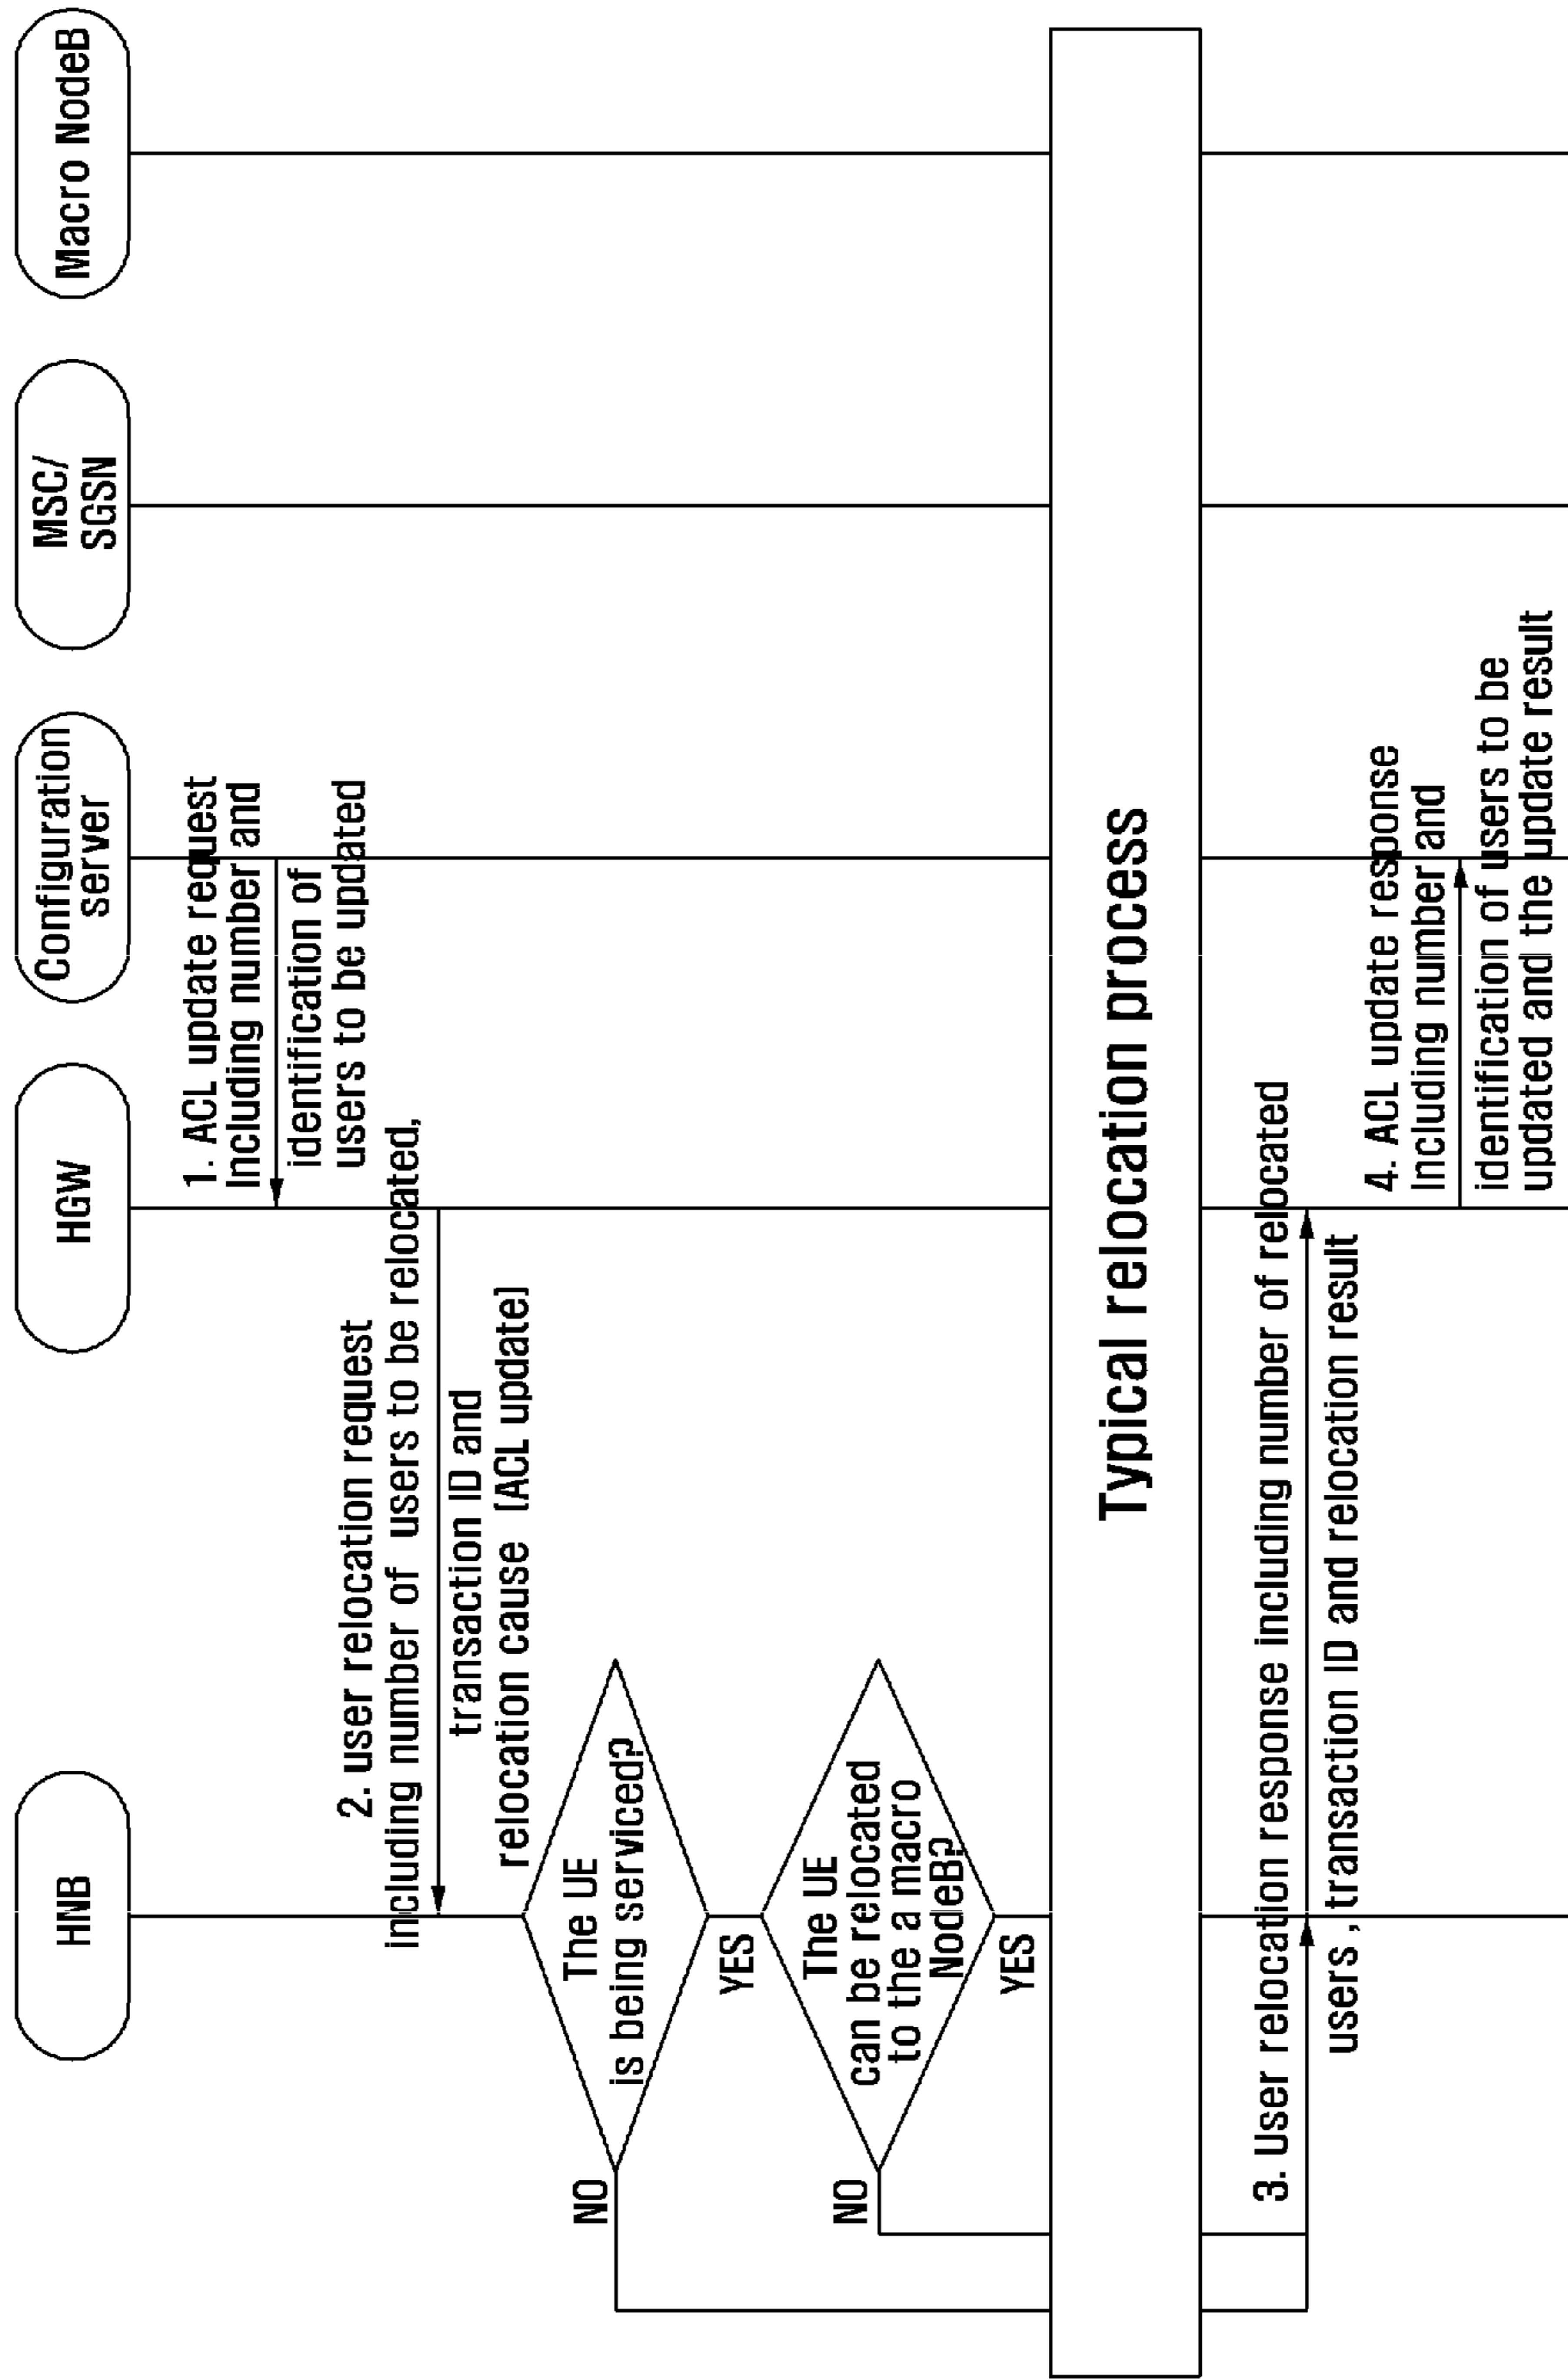 HNB
HGW
Configuration
server
MSC/
SGSN
Macro NodeB
1. ACL update request
Including number and
identification of
users to be updated
2. user relocation request
including number of users to be relocated,
transaction ID and
relocation cause [ACL update]
The UE
is being serviced?
NO
YES
The UE
can be relocated
to the a macro
NodeB?
NO
YES
Typical relocation process
3. User relocation response including number of relocated
users , transaction ID and relocation result
4. ACL update response
Including number and
identification of users to be
updated and the update result